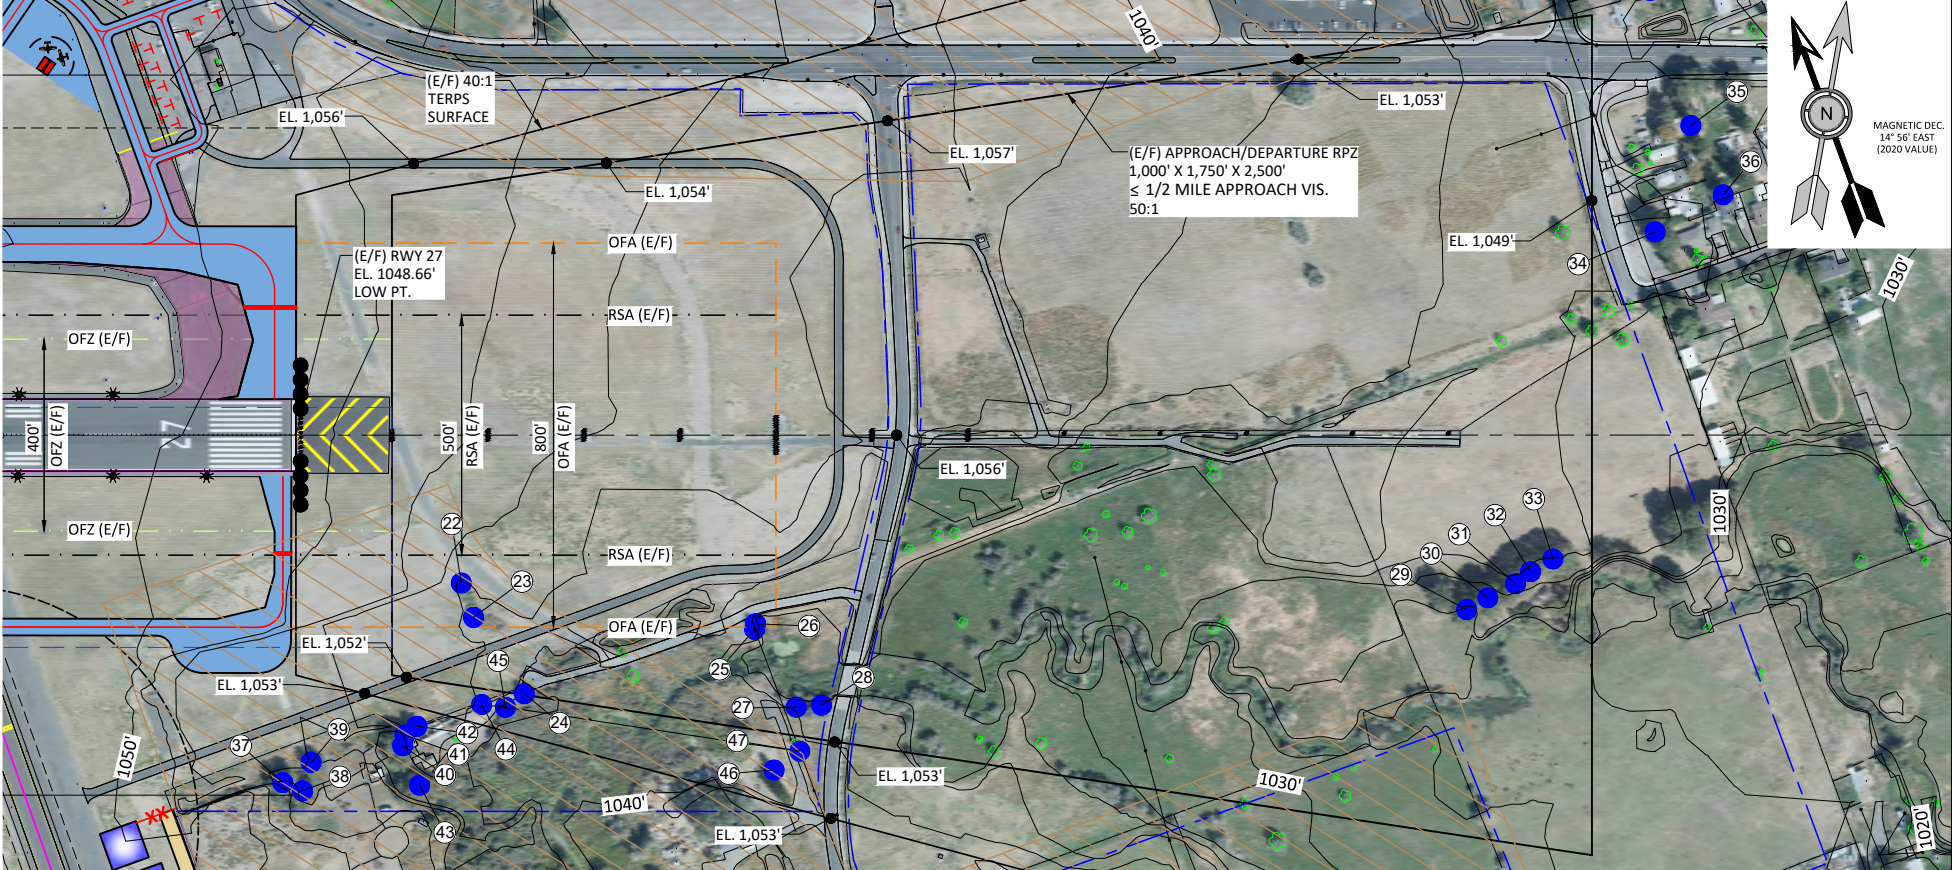 1040'
35
(E/F) 40:1
TERPS
SURFACE
EL. 1,056'
EL. 1,053'
N
MAGNETIC DEC.
14° 56' EAST
(2020 VALUE)
EL. 1,057'
(E/F) APPROACH/DEPARTURE RPZ
1,000' X 1,750' X 2,500'
≤ 1/2 MILE APPROACH VIS.
50:1
36
EL. 1,054'
OFA (E/F)
EL. 1,049'
(E/F) RWY 27
EL. 1048.66'
LOW PT.
34
1030'
RSA (E/F)
OFZ (E/F)
400'
OFZ (E/F)
27
500'
RSA (E/F)
800'
OFA (E/F)
EL. 1,056'
33
32
1030'
22
OFZ (E/F)
31
RSA (E/F)
30
29
23
OFA (E/F)
26
EL. 1,052'
45
25
28
EL. 1,053'
24
27
39
42
37
47
44
1050'
41
38
40
46
EL. 1,053'
1030'
1040'
43
EL. 1,053'
1020'